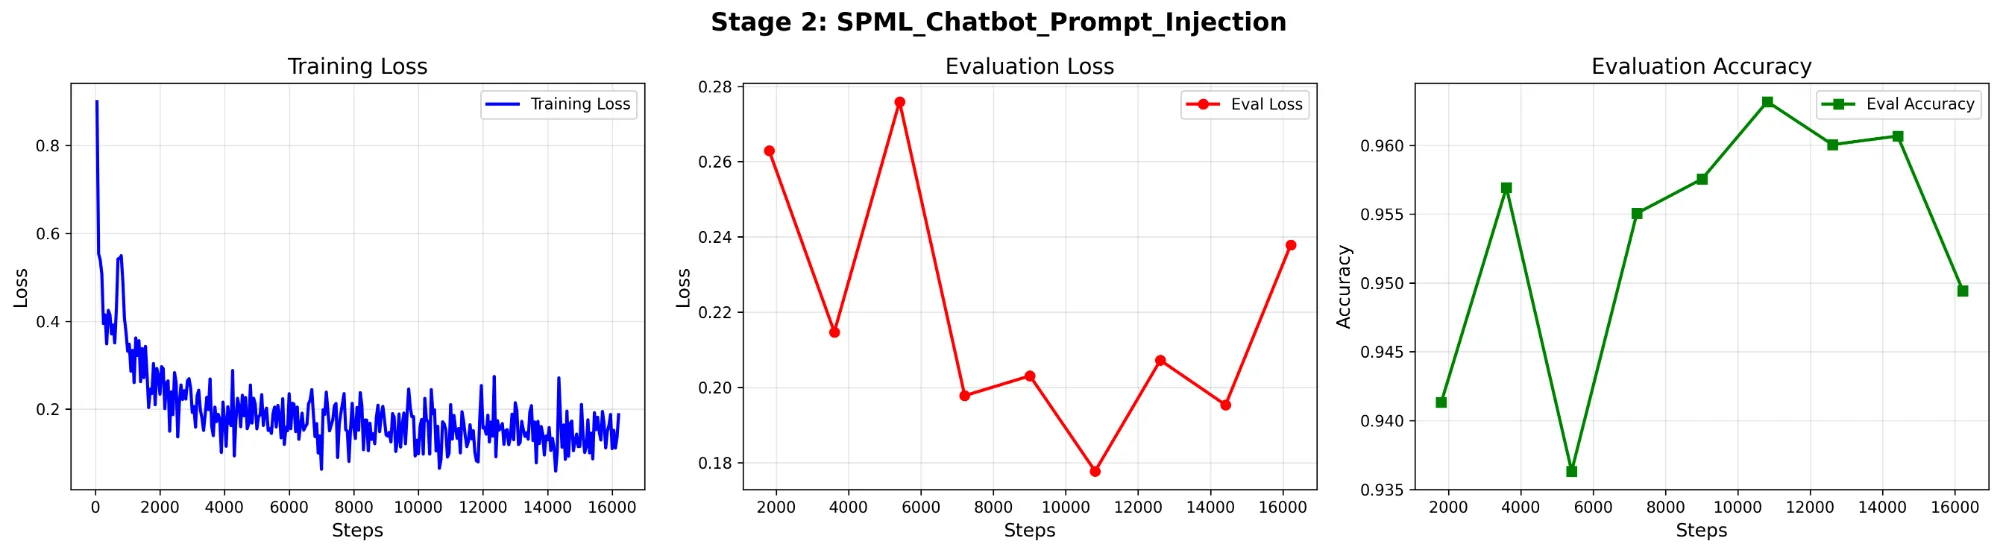 Stage 2: SPML_Chatbot_Prompt_Injection
Training Loss
Training Loss
Loss
0.8
0.6
0.4
0.2
0 2000 4000 6000 8000 10000 12000 14000 16000
Steps
Evaluation Loss
Eval Loss
Loss
0.28
0.26
0.24
0.22
0.20
0.18
2000 4000 6000 8000 10000 12000 14000 16000
Steps
Evaluation Accuracy
Eval Accuracy
Accuracy
0.960
0.955
0.950
0.945
0.940
0.935
2000 4000 6000 8000 10000 12000 14000 16000
Steps